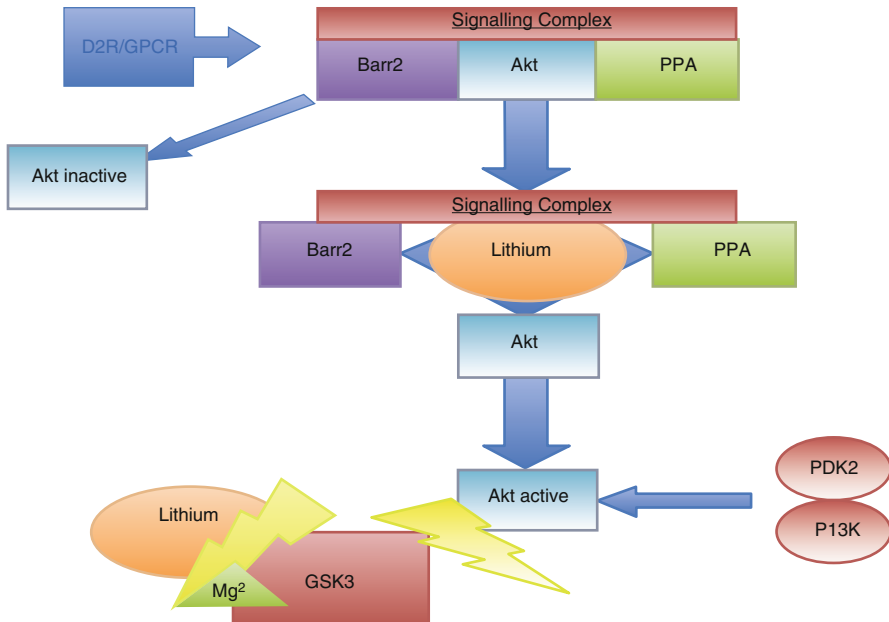 Signalling Complex
D2R/GPCR
Barr2
Akt
PPA
Akt inactive
Signalling Complex
Barr2
Lithium
PPA
Akt
PDK2
Akt active
Lithium
P13K
Mg²
GSK3